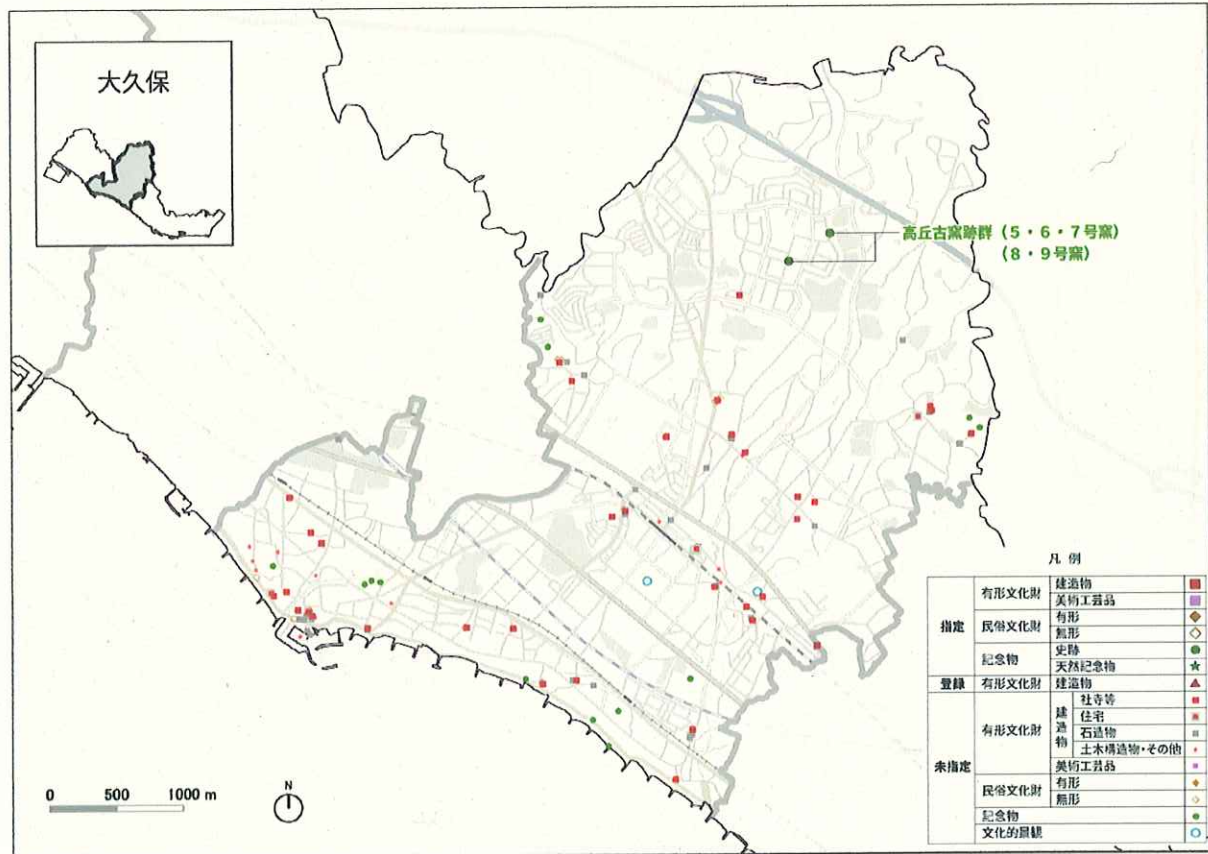 大久保
高丘古窯跡群（5・6・7号窯）
（8・9号窯）
0 500 1000 m
N
凡 例
指定 有形文化財 建造物
美術工芸品
民俗文化財 有形
無形
記念物 史跡
天然記念物
登録 有形文化財 建造物
未指定 有形文化財 建造物 社寺等
住宅
石造物
土木構造物・その他
美術工芸品
民俗文化財 有形
無形
記念物
文化的景観